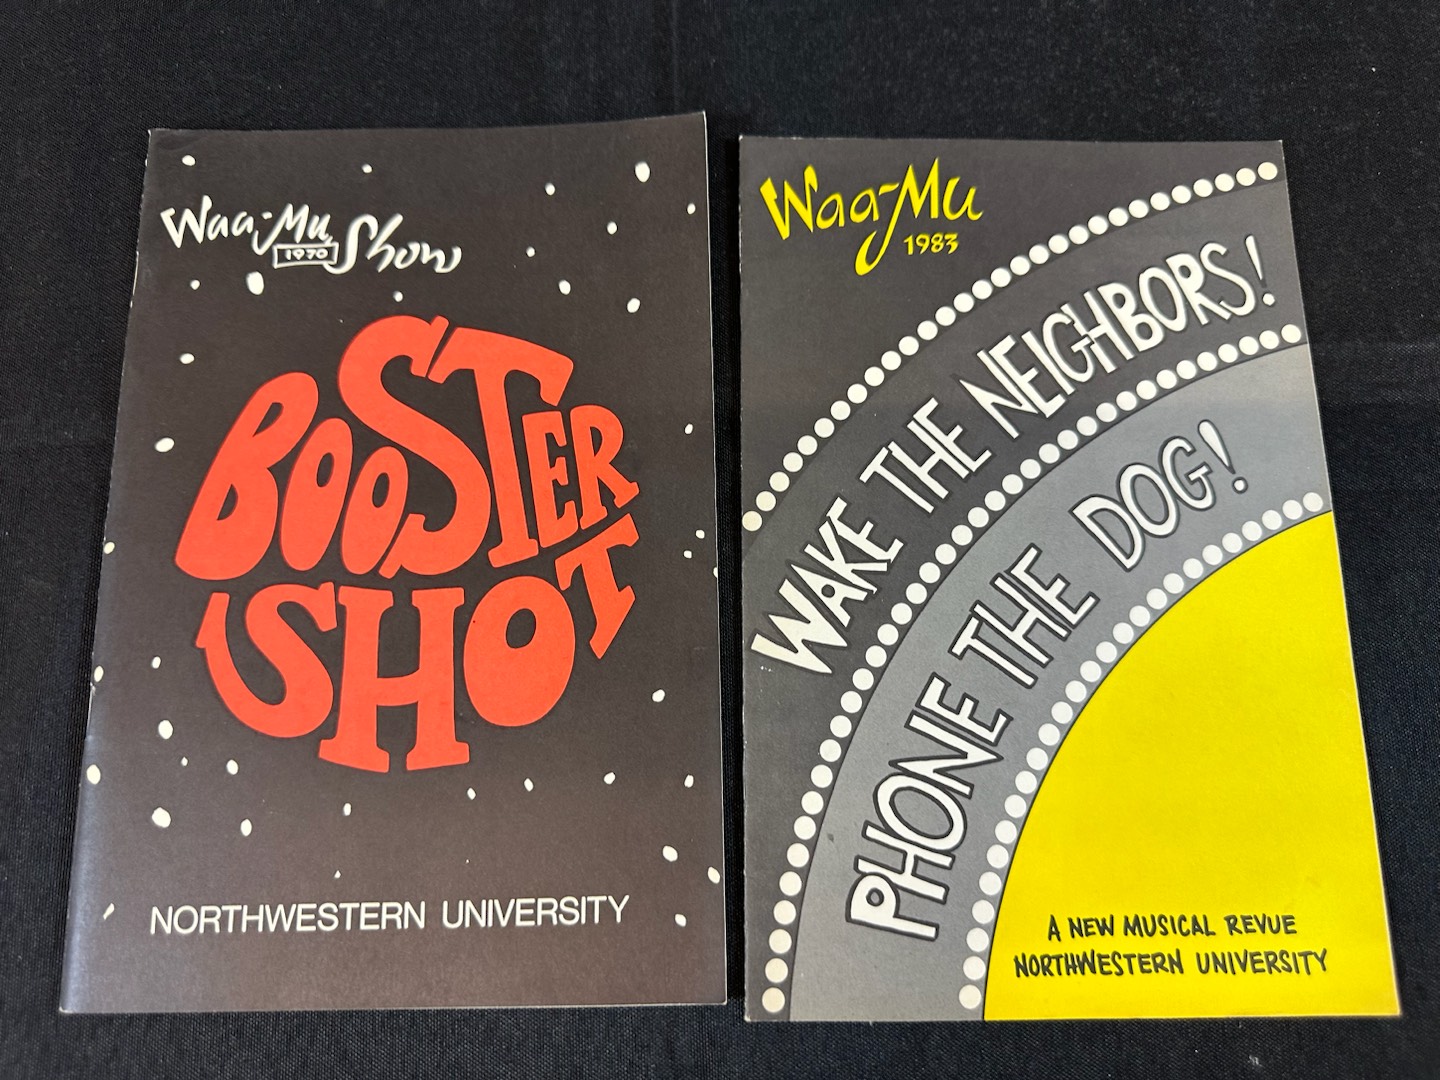 Waa-Mu Show
1970
BOOSTER
SHOT
NORTHWESTERN UNIVERSITY
Waa-Mu
1983
WAKE THE NEIGHBORS!
PHONE THE DOG!
A NEW MUSICAL REVUE
NORTHWESTERN UNIVERSITY